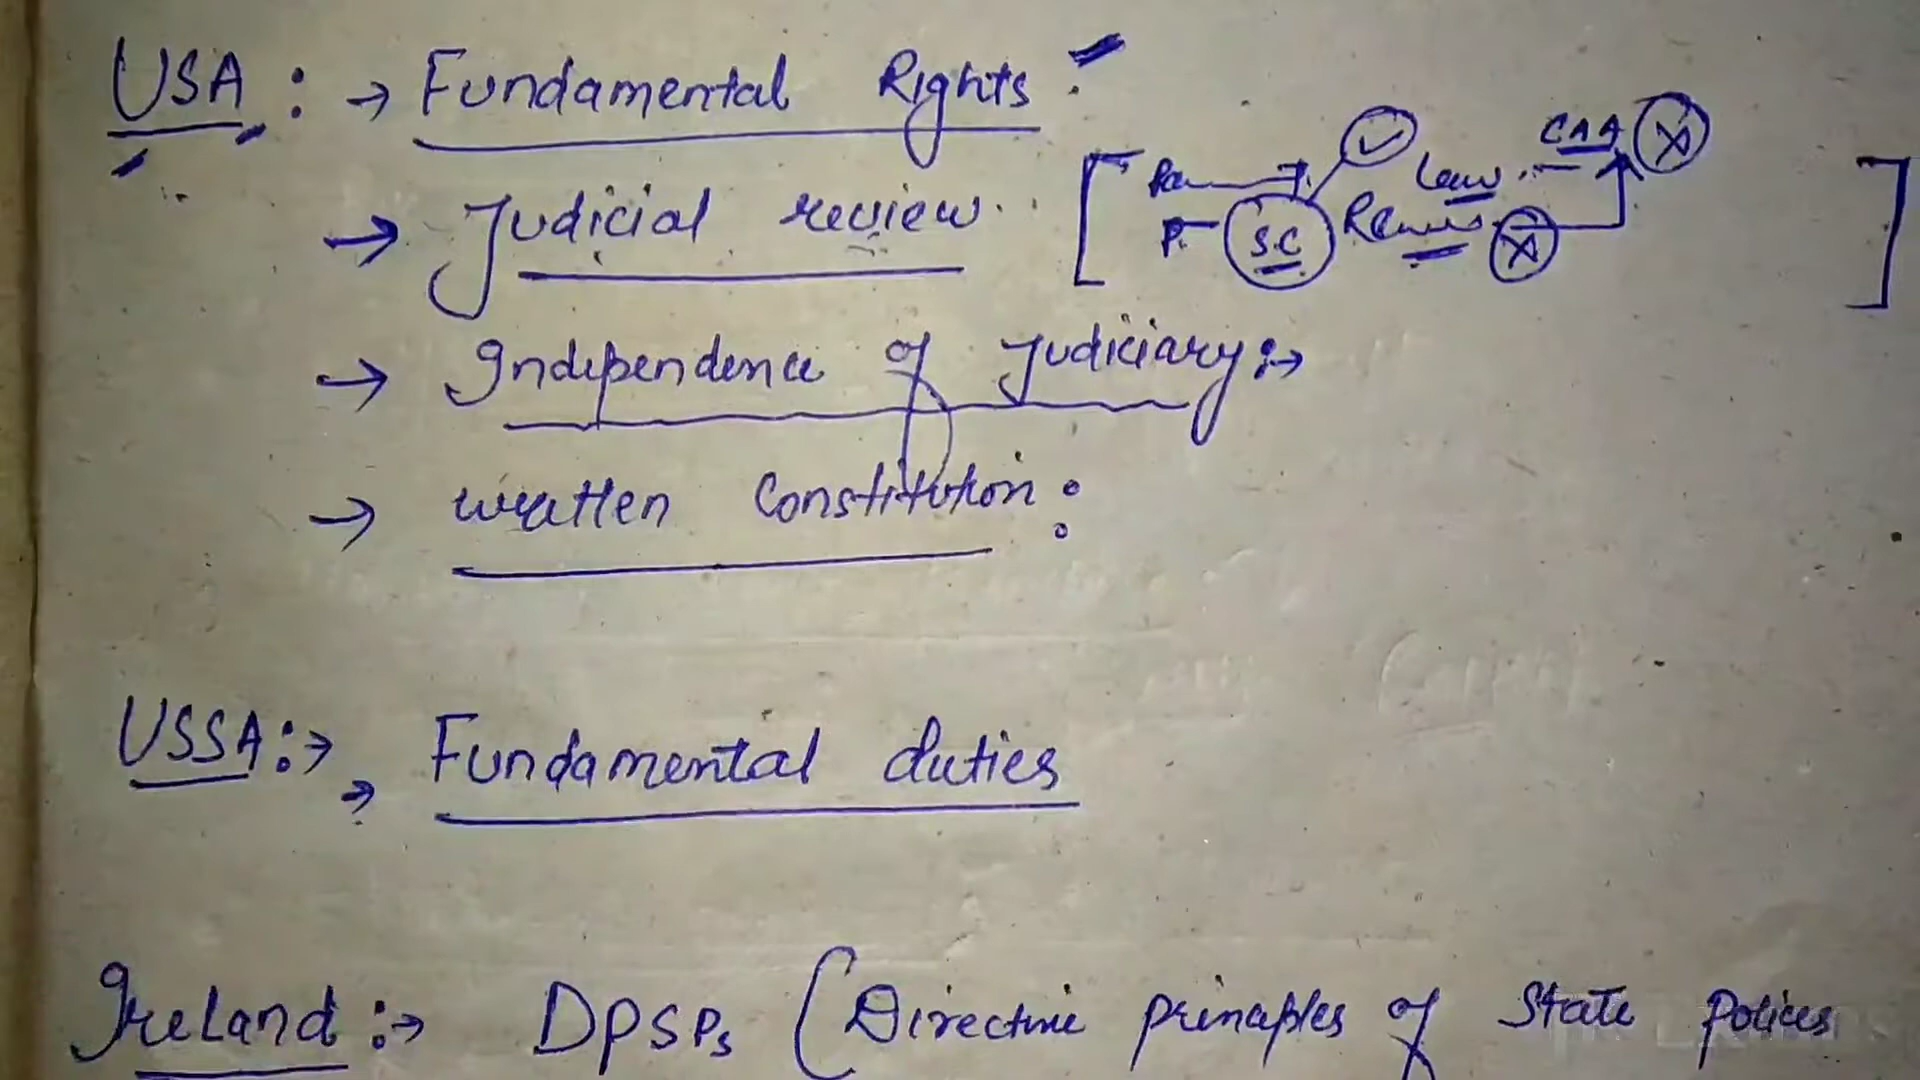 USA : → Fundamental Rights :
→ Judicial review. [ Law. CAA
P. S.C ]
→ Independence of Judiciary :→
→ written Constitution :
USSA :→
→ Fundamental duties
Ireland :→ DPSPs (Directive principles of State Policies